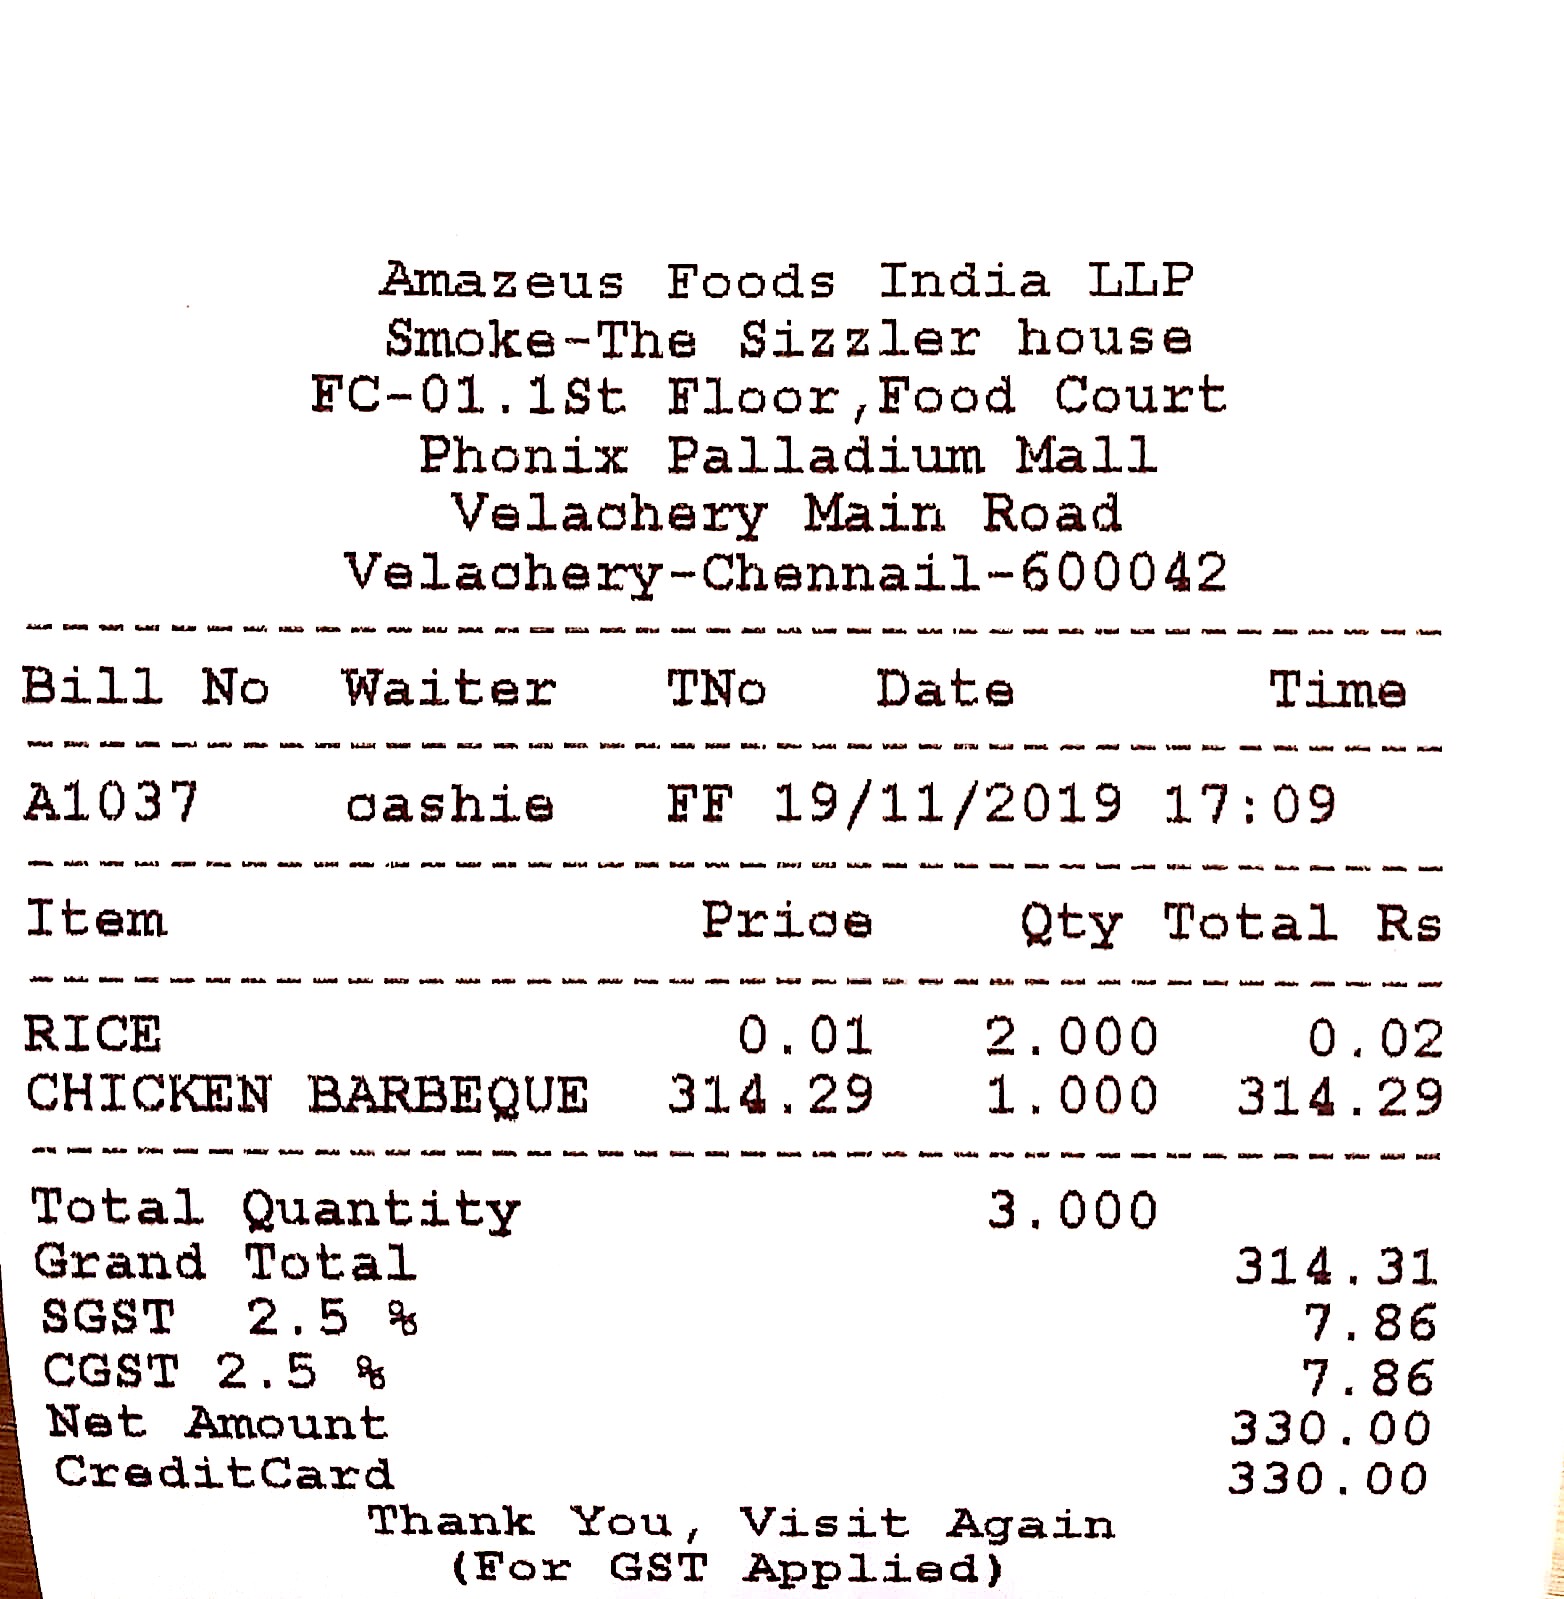 Amazeus Foods India LLP
Smoke-The Sizzler house
FC-01.1St Floor,Food Court
Phonix Palladium Mall
Velachery Main Road
Velachery-Chennail-600042
Bill No Waiter TNo Date Time
A1037 cashie FF 19/11/2019 17:09
Item Price Qty Total Rs
RICE 0.01 2.000 0.02
CHICKEN BARBEQUE 314.29 1.000 314.29
Total Quantity 3.000
Grand Total 314.31
SGST 2.5 % 7.86
CGST 2.5 % 7.86
Net Amount 330.00
CreditCard 330.00
Thank You, Visit Again
(For GST Applied)